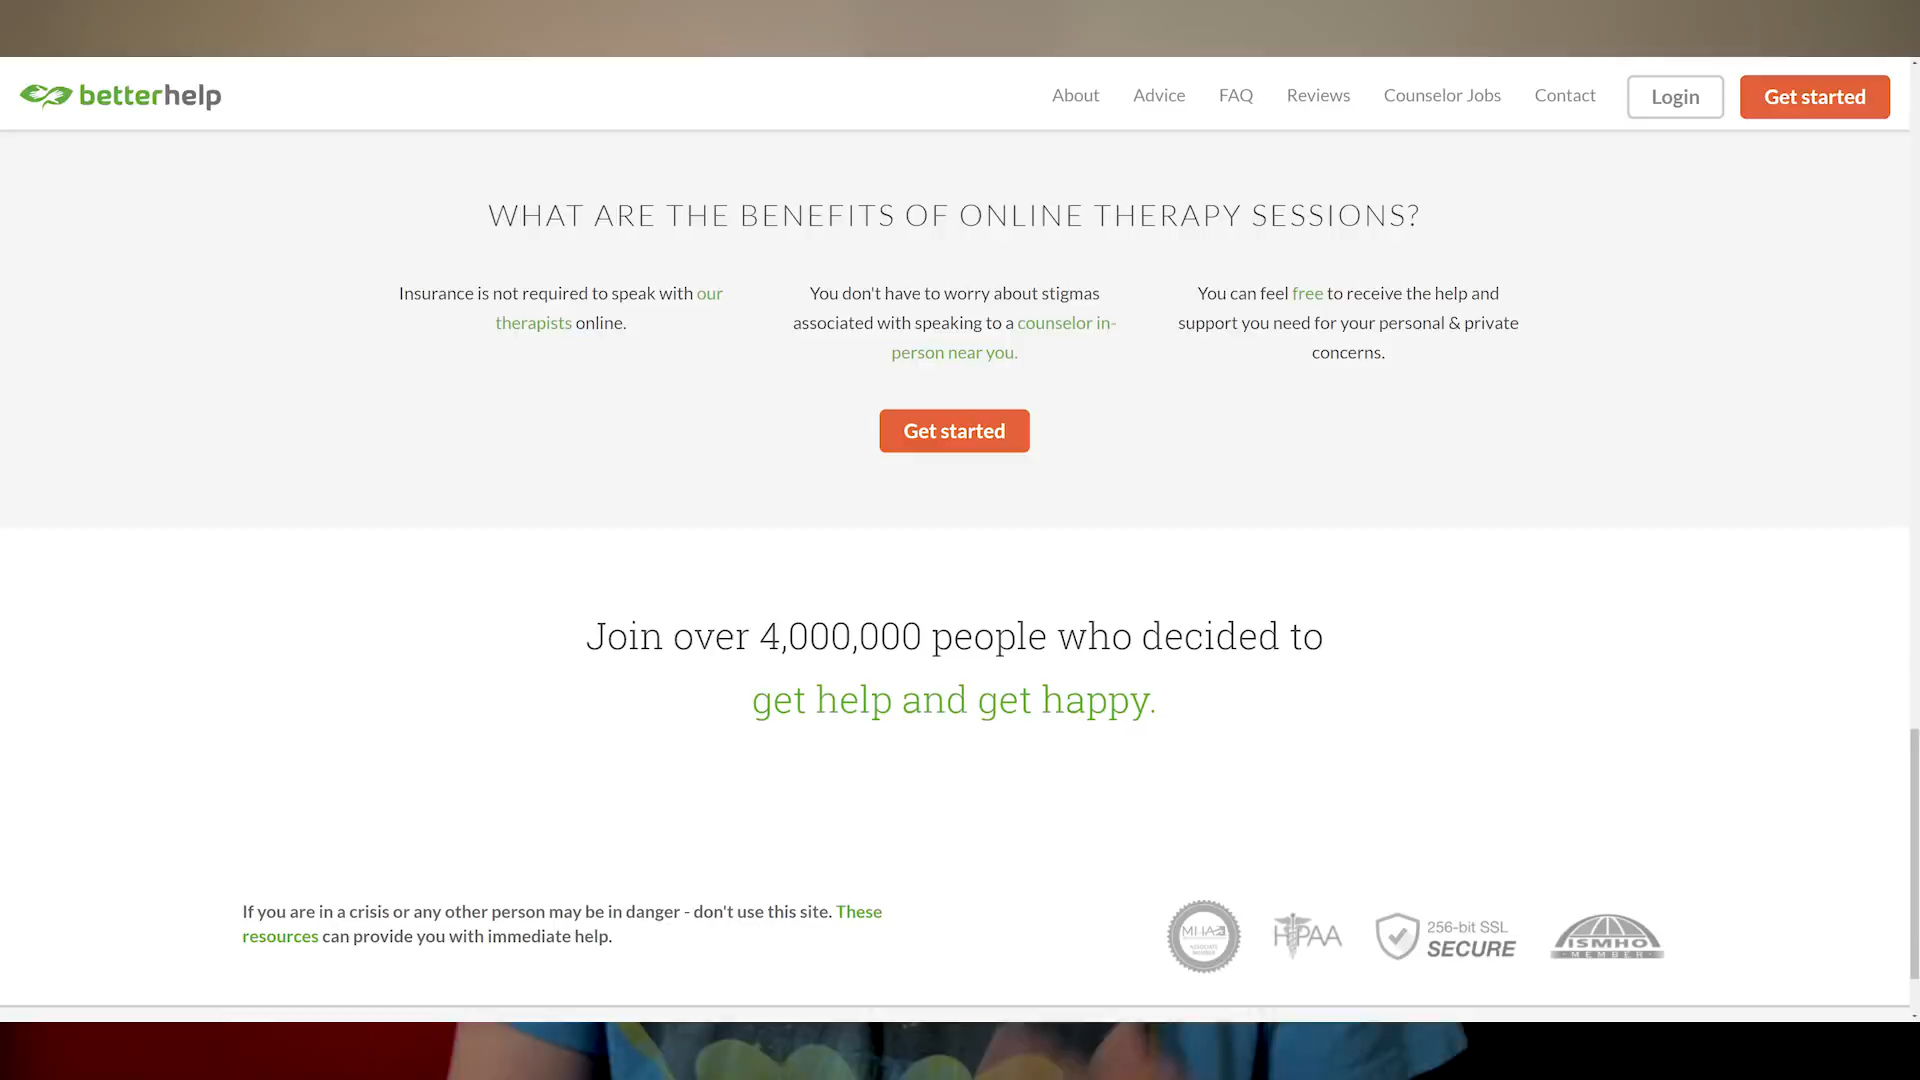 betterhelp
About Advice FAQ Reviews Counselor Jobs Contact Login Get started
WHAT ARE THE BENEFITS OF ONLINE THERAPY SESSIONS?
Insurance is not required to speak with our
therapists online.
You don't have to worry about stigmas
associated with speaking to a counselor in-
person near you.
You can feel free to receive the help and
support you need for your personal & private
concerns.
Get started
Join over 4,000,000 people who decided to
get help and get happy.
If you are in a crisis or any other person may be in danger - don't use this site. These
resources can provide you with immediate help.
MHA
ASSOCIATE
MEMBER
HIPAA
256-bit SSL
SECURE
ISMHO
MEMBER